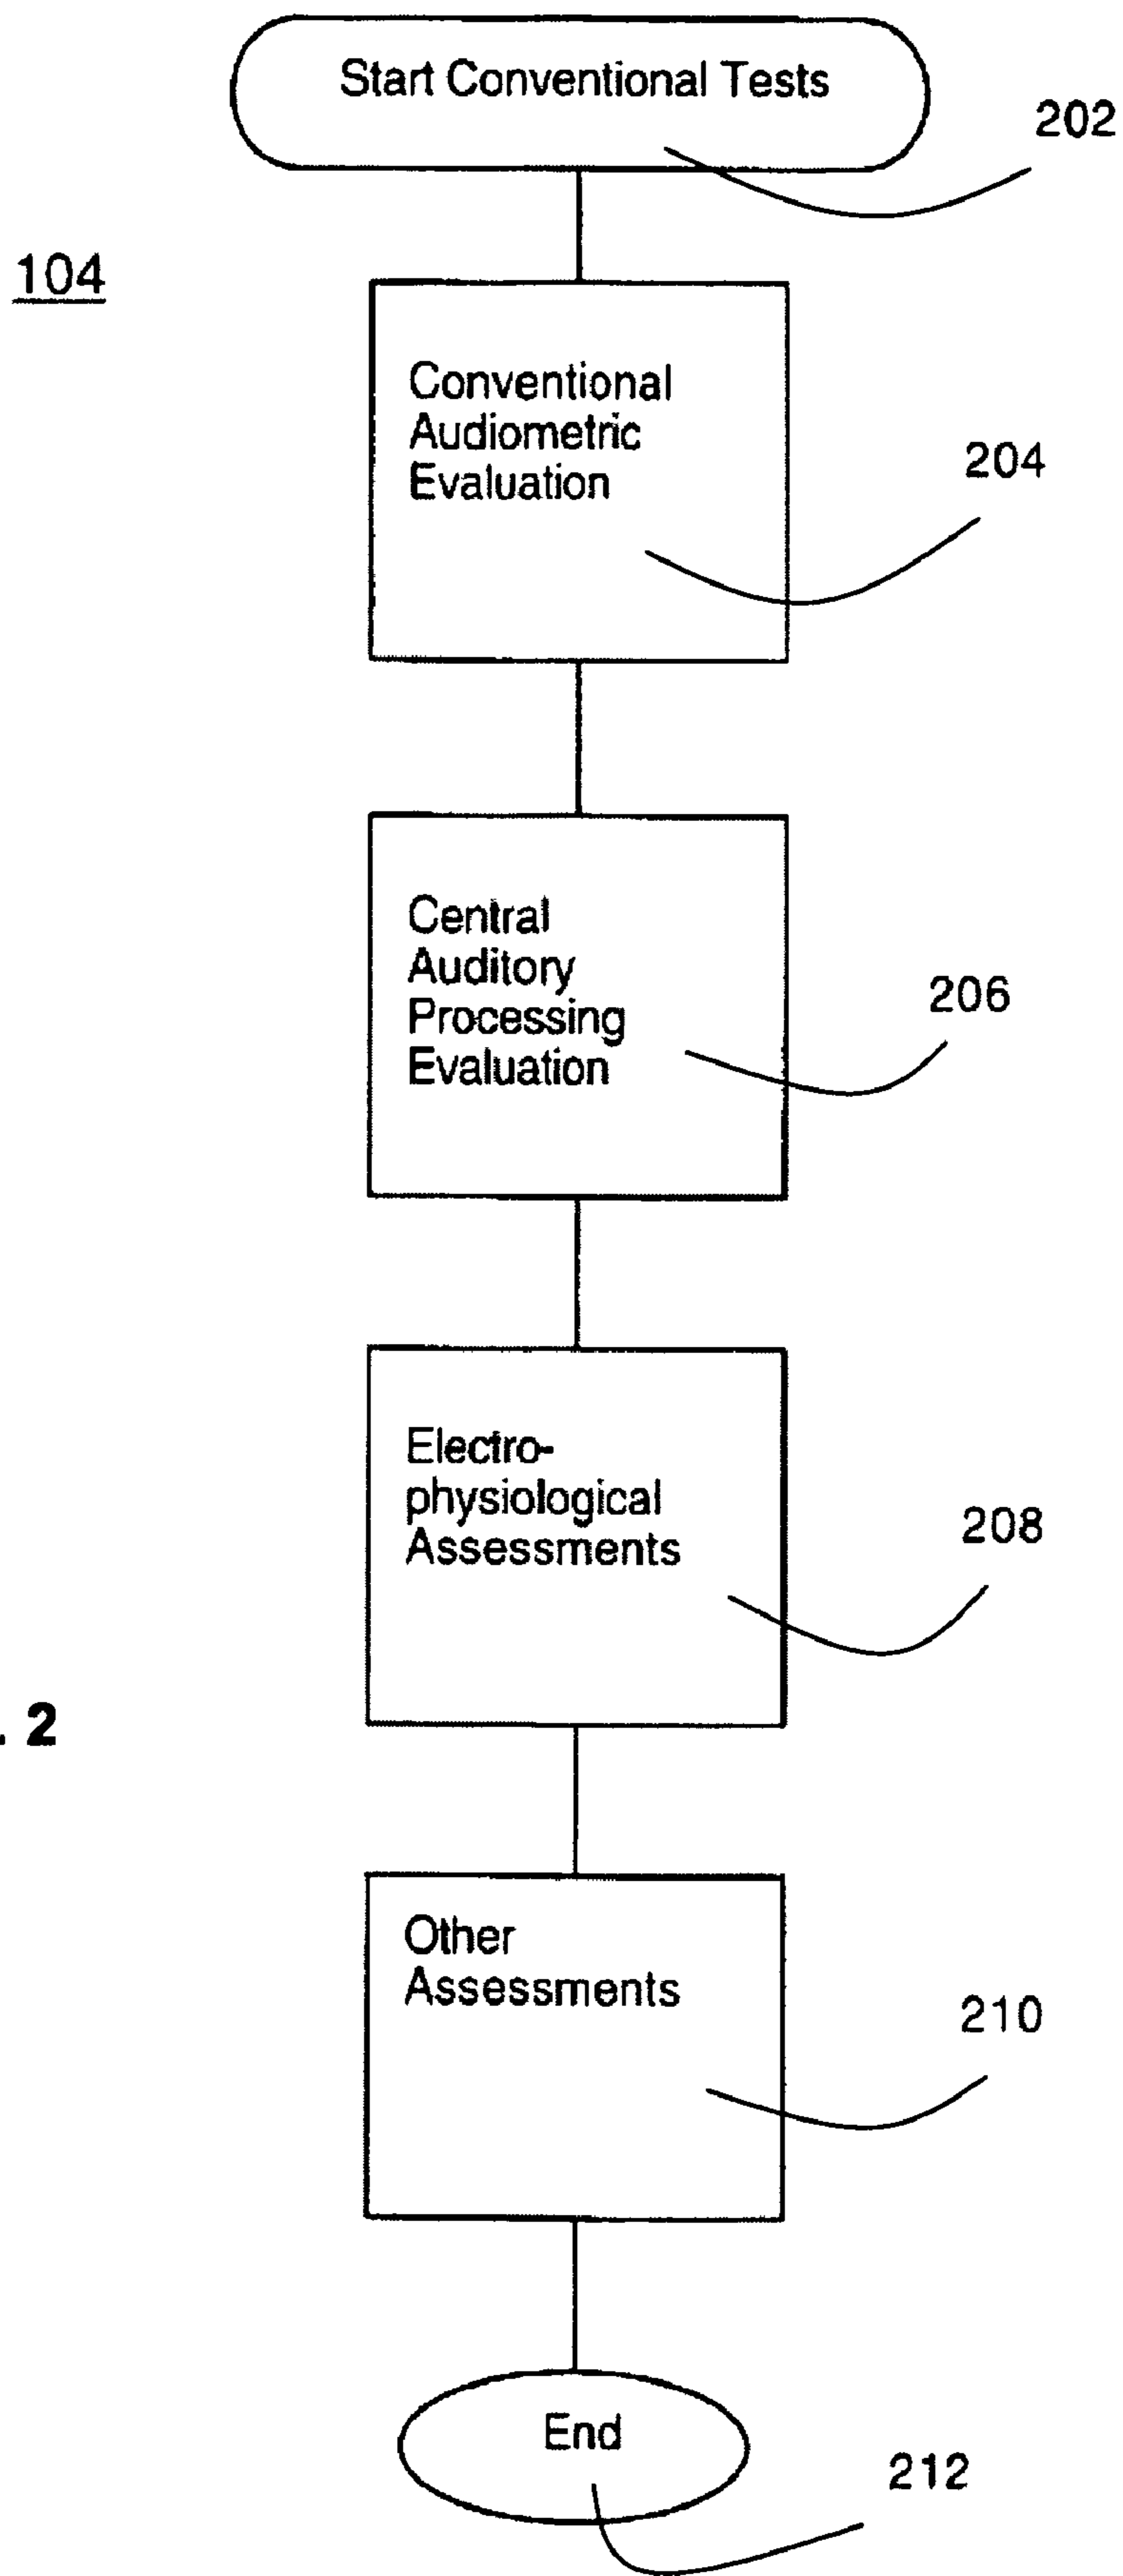 Start Conventional Tests
202
104
Conventional
Audiometric
Evaluation
204
Central
Auditory
Processing
Evaluation
206
Electro-
physiological
Assessments
208
. 2
Other
Assessments
210
End
212